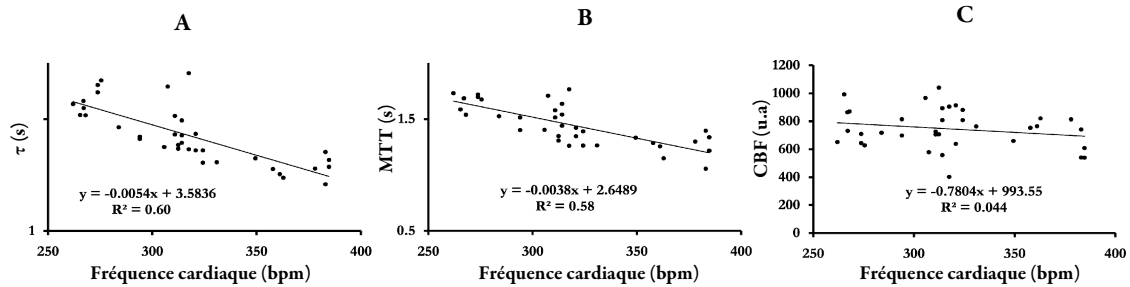 A
τ (s)
1
250
300
350
400
y = -0.0054x + 3.5836
R² = 0.60
Fréquence cardiaque (bpm)
B
MTT (s)
1.5
0.5
250
300
350
400
y = -0.0038x + 2.6489
R² = 0.58
Fréquence cardiaque (bpm)
C
CBF (u.a)
1200
1000
800
600
400
200
0
250
300
350
400
y = -0.7804x + 993.55
R² = 0.044
Fréquence cardiaque (bpm)